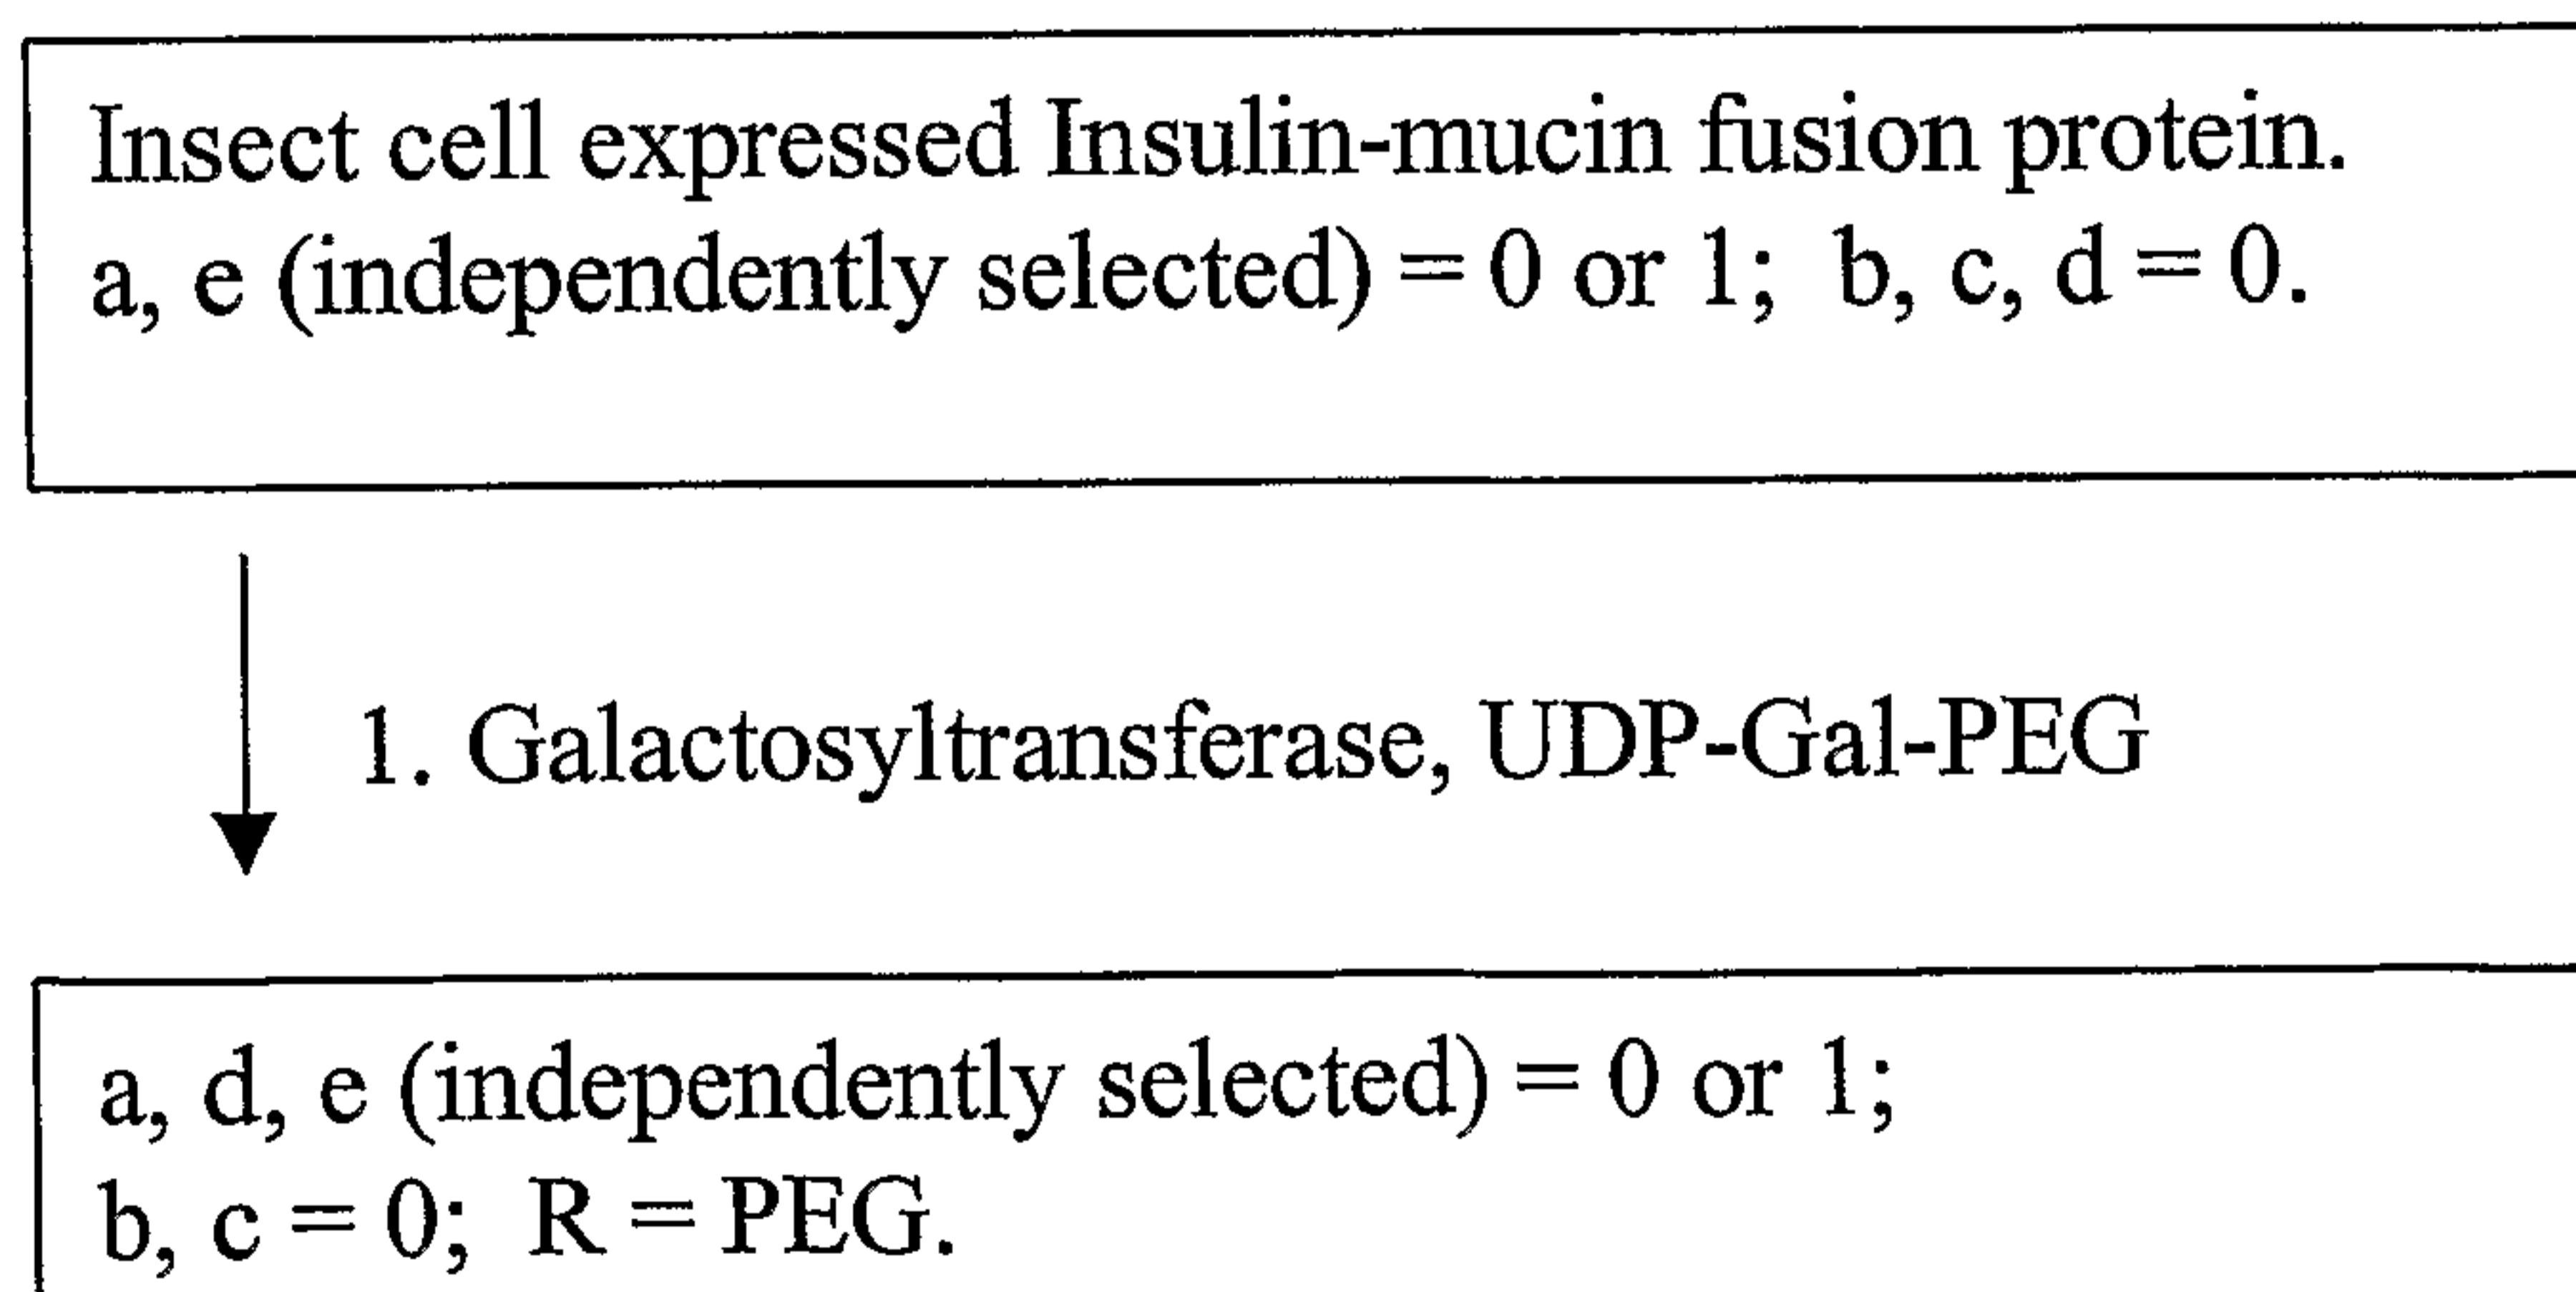 Insect cell expressed Insulin-mucin fusion protein.
a, e (independently selected) = 0 or 1; b, c, d = 0.
1. Galactosyltransferase, UDP-Gal-PEG
a, d, e (independently selected) = 0 or 1;
b, c = 0; R = PEG.